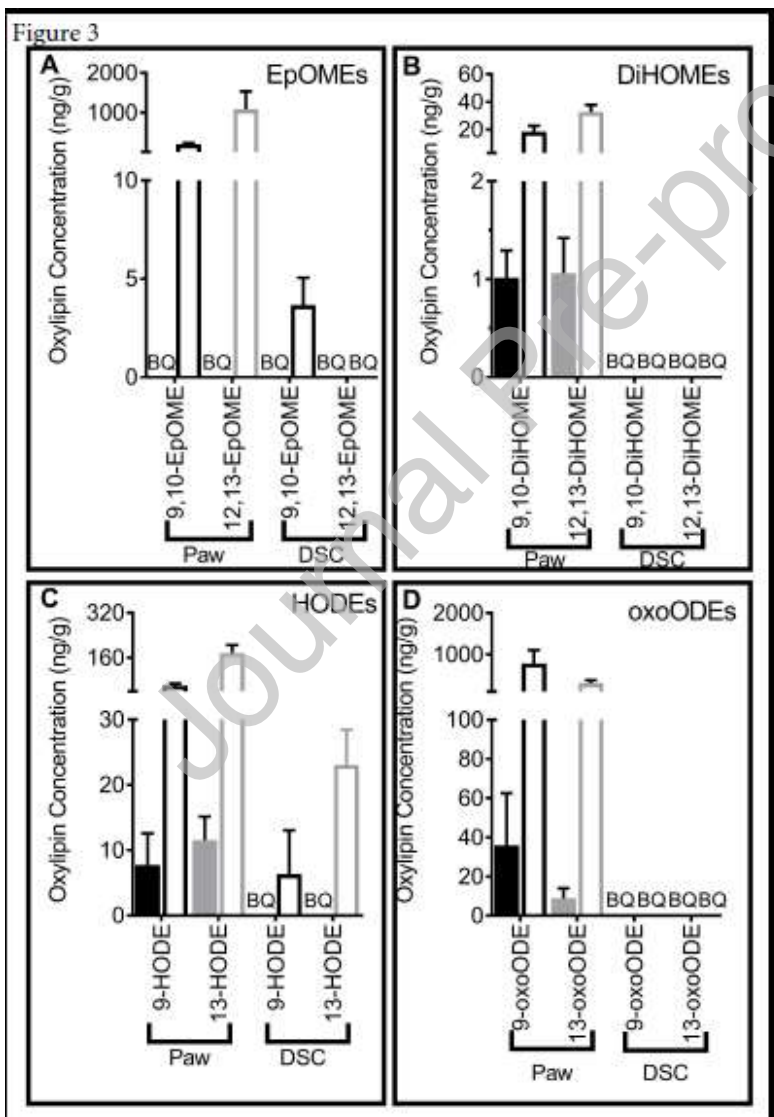 Figure 3
A
EpOMEs
Oxylipin Concentration (ng/g)
2000
1000
10
5
0
BQ BQ BQ BQ BQ
9,10-EpOME
12,13-EpOME
9,10-EpOME
12,13-EpOME
Paw
DSC
B
DiHOMEs
Oxylipin Concentration (ng/g)
60
40
20
2
1
0
BQ BQ BQ BQ
9,10-DiHOME
12,13-DiHOME
9,10-DiHOME
12,13-DiHOME
Paw
DSC
C
HODEs
Oxylipin Concentration (ng/g)
320
160
30
20
10
0
BQ BQ
9-HODE
13-HODE
9-HODE
13-HODE
Paw
DSC
D
oxoODEs
Oxylipin Concentration (ng/g)
2000
1000
100
80
60
40
20
0
BQ BQ BQ BQ
9-oxoODE
13-oxoODE
9-oxoODE
13-oxoODE
Paw
DSC
Journal Pre-pro